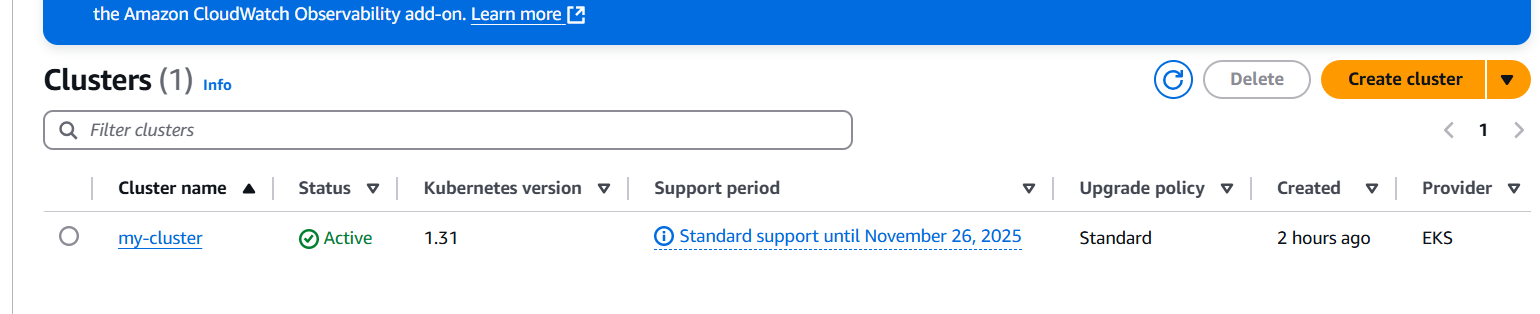 the Amazon CloudWatch Observability add-on. Learn more
Clusters (1) Info
Delete
Create cluster
Filter clusters
1
Cluster name Status Kubernetes version Support period Upgrade policy Created Provider
my-cluster Active 1.31 Standard support until November 26, 2025 Standard 2 hours ago EKS